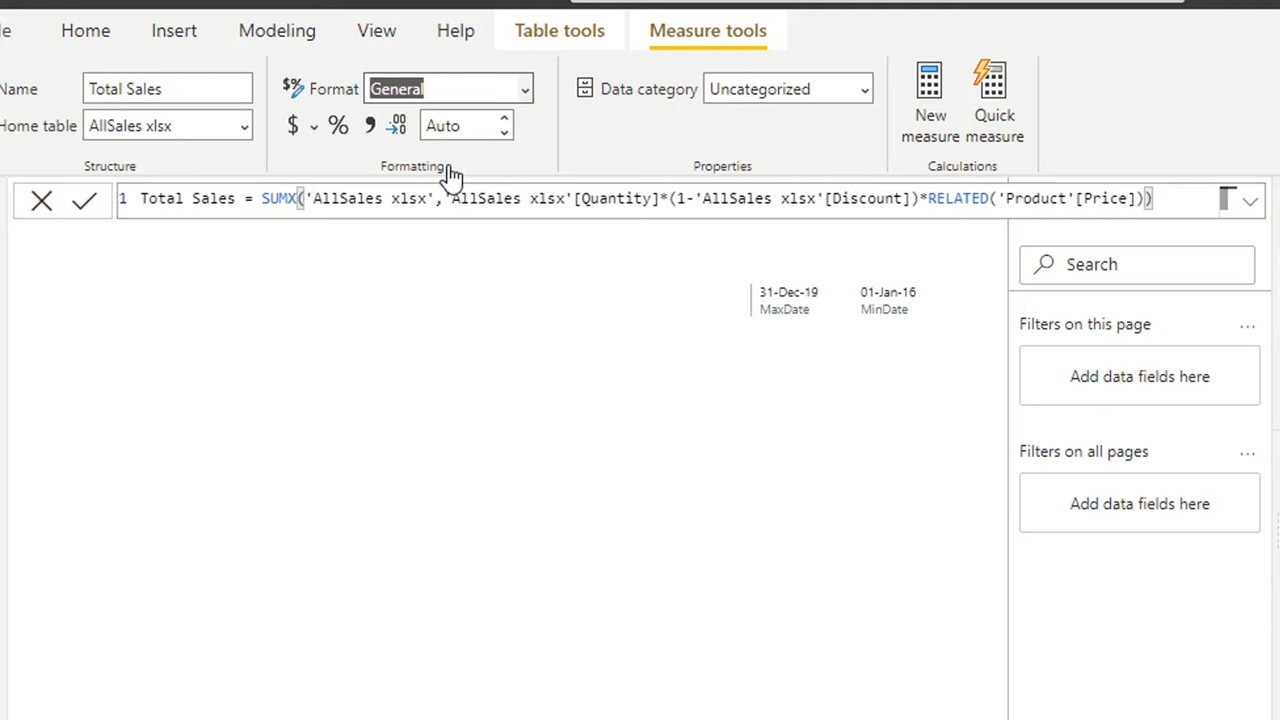 le Home Insert Modeling View Help Table tools Measure tools
Name Total Sales
Home table AllSales xlsx
Structure
$% Format General
$ % 9 .00 Auto
Formatting
Data category Uncategorized
Properties
New measure
Quick measure
Calculations
1 Total Sales = SUMX('AllSales xlsx','AllSales xlsx'[Quantity]*(1-'AllSales xlsx'[Discount])*RELATED('Product'[Price]))
31-Dec-19 01-Jan-16
MaxDate MinDate
Search
Filters on this page ...
Add data fields here
Filters on all pages ...
Add data fields here